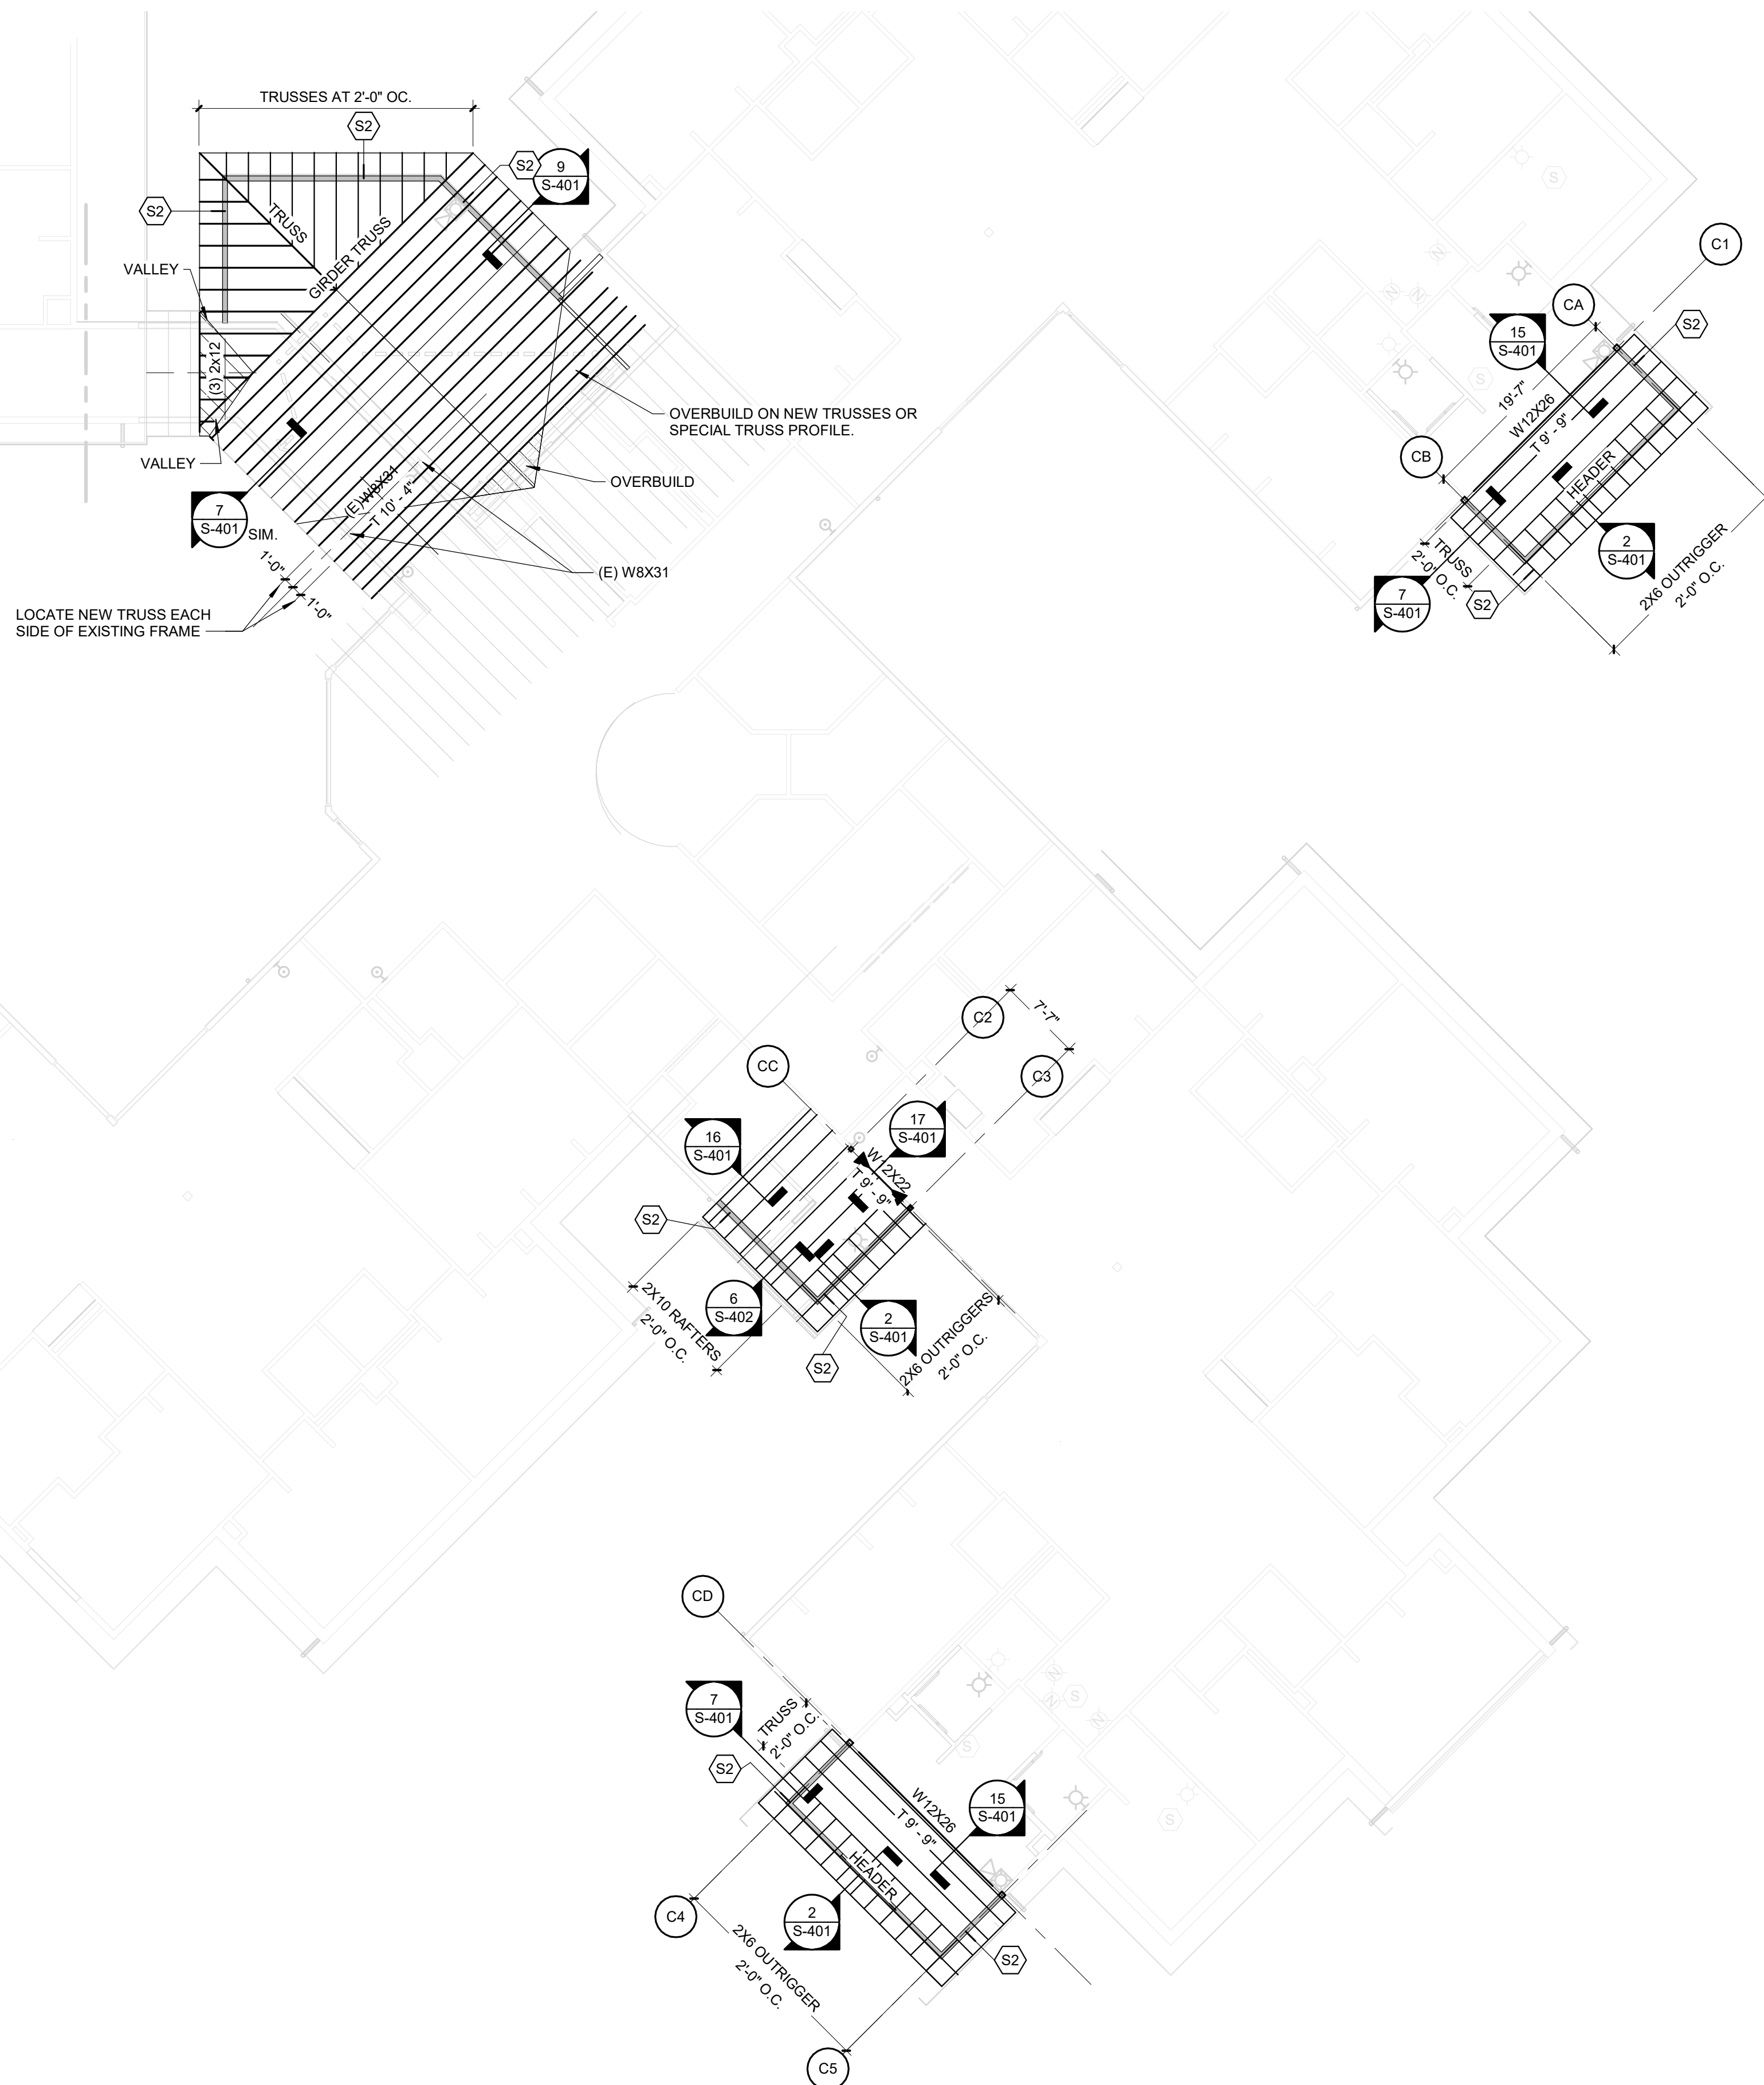 TRUSSES AT 2'-0" OC.
S2
S2
9
S-401
S2
TRUSS
GIRDER TRUSS
VALLEY
(3) 2x12
VALLEY
OVERBUILD ON NEW TRUSSES OR
SPECIAL TRUSS PROFILE.
OVERBUILD
(E) W8X31
T 10' - 4"
7
S-401
SIM.
(E) W8X31
1'-0"
1'-0"
LOCATE NEW TRUSS EACH
SIDE OF EXISTING FRAME
S
N
N
N
S
C1
CA
S2
15
S-401
19'-7"
W12X26
T 9' - 9"
CB
HEADER
2
S-401
TRUSS
2'-0" O.C.
7
S-401
S2
2X6 OUTRIGGER
2'-0" O.C.
C2
7'-7"
CC
C3
17
S-401
16
S-401
W12X22
T 9' - 9"
S2
6
S-402
2X10 RAFTERS
2'-0" O.C.
2
S-401
S2
2X6 OUTRIGGERS
2'-0" O.C.
CD
N
S
N
N
S
S
7
S-401
TRUSS
2'-0" O.C.
S2
W12X26
T 9' - 9"
15
S-401
HEADER
C4
2
S-401
S2
2X6 OUTRIGGER
2'-0" O.C.
C5